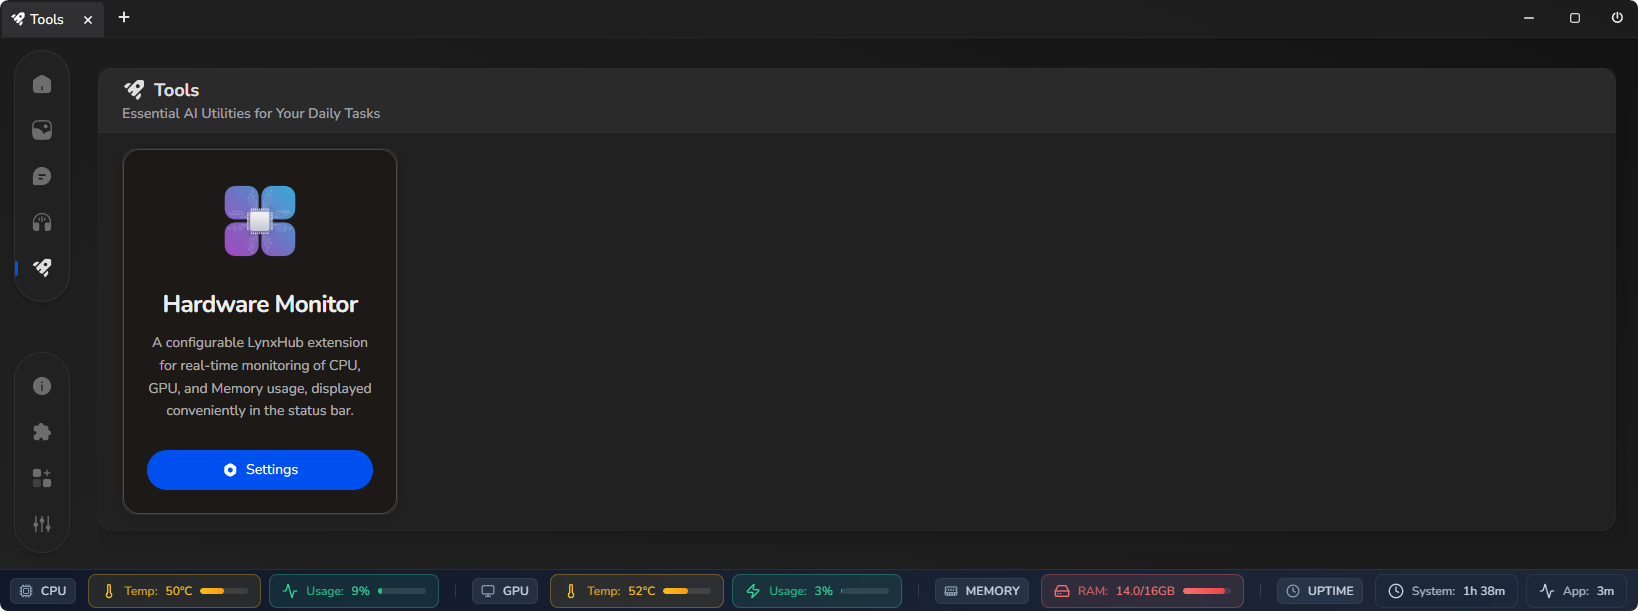 Tools
Tools
Essential AI Utilities for Your Daily Tasks
Hardware Monitor
A configurable LynxHub extension
for real-time monitoring of CPU,
GPU, and Memory usage, displayed
conveniently in the status bar.
Settings
CPU Temp: 50°C Usage: 9% GPU Temp: 52°C Usage: 3% MEMORY RAM: 14.0/16GB UPTIME System: 1h 38m App: 3m